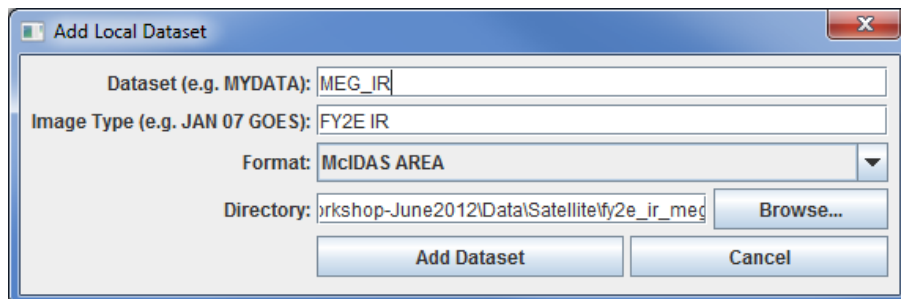 Add Local Dataset
Dataset (e.g. MYDATA): MEG_IR
Image Type (e.g. JAN 07 GOES): FY2E IR
Format: McIDAS AREA
Directory: orkshop-June2012\Data\Satellite\fy2e_ir_meg Browse...
Add Dataset Cancel